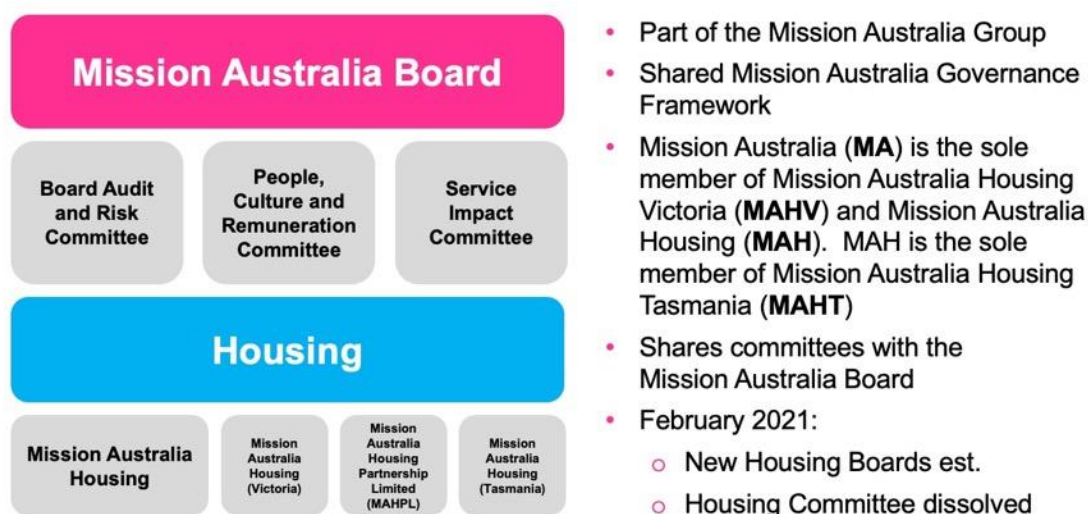 Mission Australia Board
Board Audit
and Risk
Committee
People,
Culture and
Remuneration
Committee
Service
Impact
Committee
Housing
Mission Australia
Housing
Mission
Australia
Housing
(Victoria)
Mission
Australia
Housing
Partnership
Limited
(MAHPL)
Mission
Australia
Housing
(Tasmania)
• Part of the Mission Australia Group
• Shared Mission Australia Governance
Framework
• Mission Australia (MA) is the sole
member of Mission Australia Housing
Victoria (MAHV) and Mission Australia
Housing (MAH). MAH is the sole
member of Mission Australia Housing
Tasmania (MAHT)
• Shares committees with the
Mission Australia Board
• February 2021:
o New Housing Boards est.
o Housing Committee dissolved